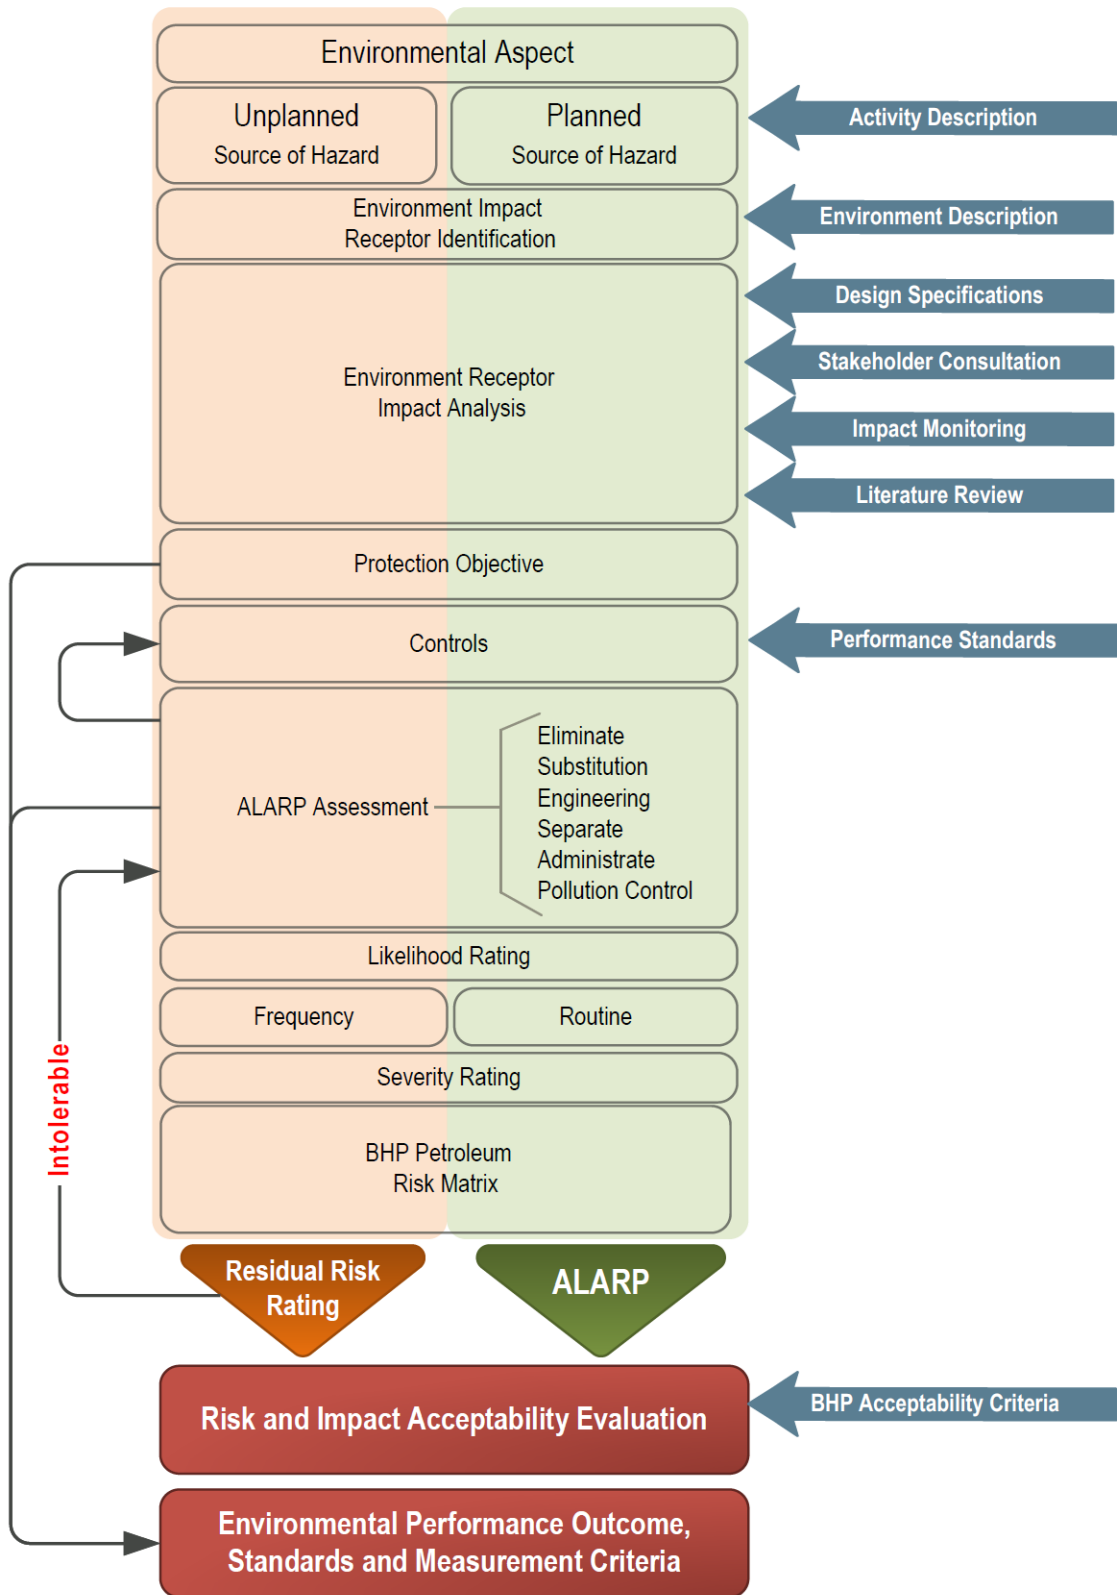 Environmental Aspect
Unplanned
Source of Hazard
Planned
Source of Hazard
Activity Description
Environment Impact
Receptor Identification
Environment Description
Design Specifications
Stakeholder Consultation
Environment Receptor
Impact Analysis
Impact Monitoring
Literature Review
Protection Objective
Controls
Performance Standards
ALARP Assessment
Eliminate
Substitution
Engineering
Separate
Administrate
Pollution Control
Likelihood Rating
Frequency
Routine
Severity Rating
Intolerable
BHP Petroleum
Risk Matrix
Residual Risk
Rating
ALARP
Risk and Impact Acceptability Evaluation
BHP Acceptability Criteria
Environmental Performance Outcome,
Standards and Measurement Criteria